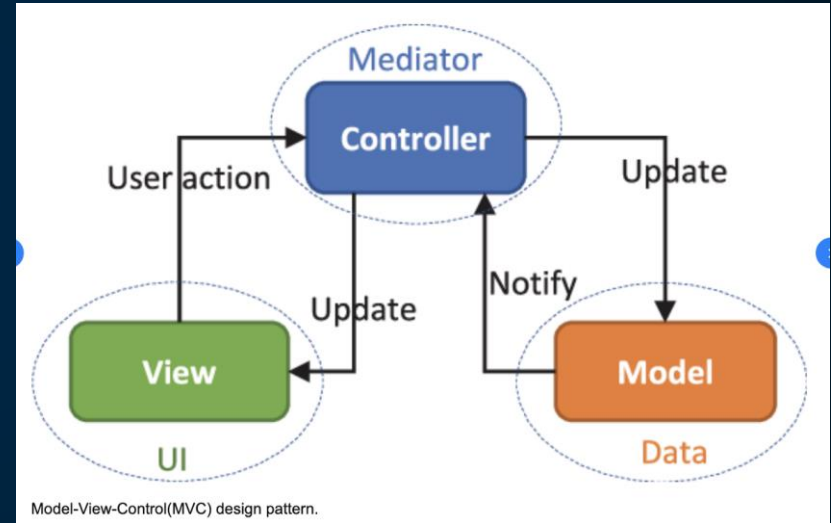 Mediator
Controller
User action
Update
Notify
Update
View
Model
UI
Data
Model-View-Control(MVC) design pattern.